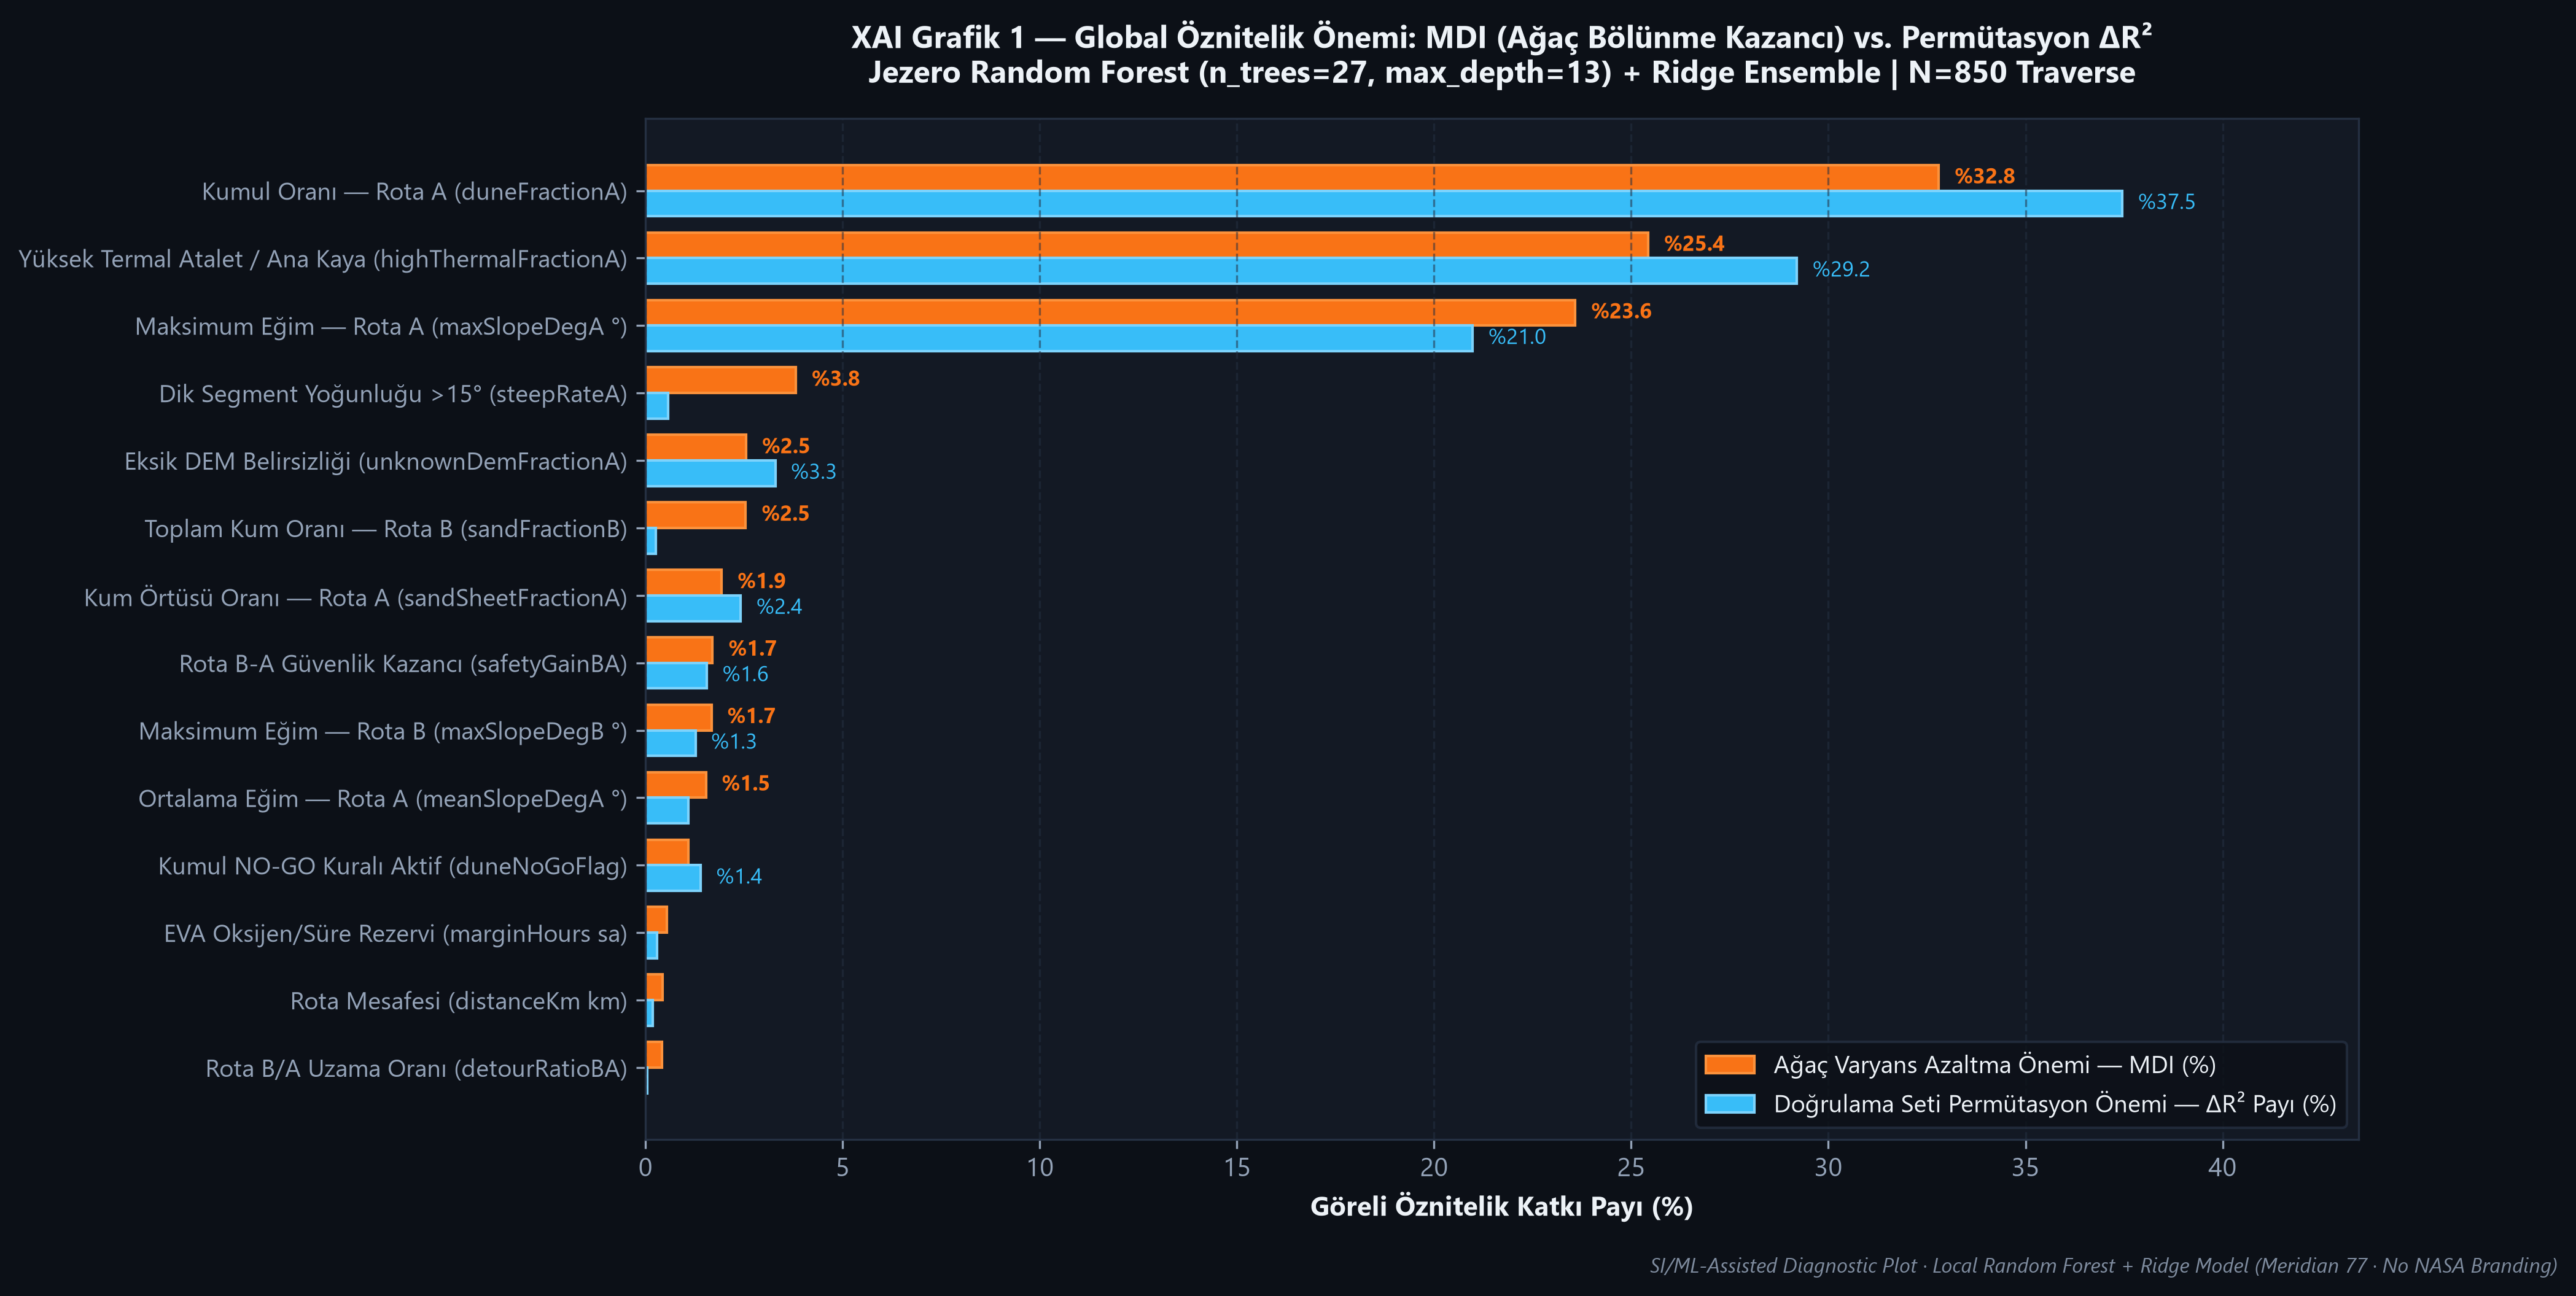 XAI Grafik 1 — Global Öznitelik Önemi: MDI (Ağaç Bölünme Kazancı) vs. Permütasyon ΔR²
Jezero Random Forest (n_trees=27, max_depth=13) + Ridge Ensemble | N=850 Traverse
Kumul Oranı — Rota A (duneFractionA)
%32.8
%37.5
Yüksek Termal Atalet / Ana Kaya (highThermalFractionA)
%25.4
%29.2
Maksimum Eğim — Rota A (maxSlopeDegA °)
%23.6
%21.0
Dik Segment Yoğunluğu >15° (steepRateA)
%3.8
Eksik DEM Belirsizliği (unknownDemFractionA)
%2.5
%3.3
Toplam Kum Oranı — Rota B (sandFractionB)
%2.5
Kum Örtüsü Oranı — Rota A (sandSheetFractionA)
%1.9
%2.4
Rota B-A Güvenlik Kazancı (safetyGainBA)
%1.7
%1.6
Maksimum Eğim — Rota B (maxSlopeDegB °)
%1.7
%1.3
Ortalama Eğim — Rota A (meanSlopeDegA °)
%1.5
Kumul NO-GO Kuralı Aktif (duneNoGoFlag)
%1.4
EVA Oksijen/Süre Rezervi (marginHours sa)
Rota Mesafesi (distanceKm km)
Rota B/A Uzama Oranı (detourRatioBA)
Ağaç Varyans Azaltma Önemi — MDI (%)
Doğrulama Seti Permütasyon Önemi — ΔR² Payı (%)
0 5 10 15 20 25 30 35 40
Göreli Öznitelik Katkı Payı (%)
SI/ML-Assisted Diagnostic Plot · Local Random Forest + Ridge Model (Meridian 77 · No NASA Branding)